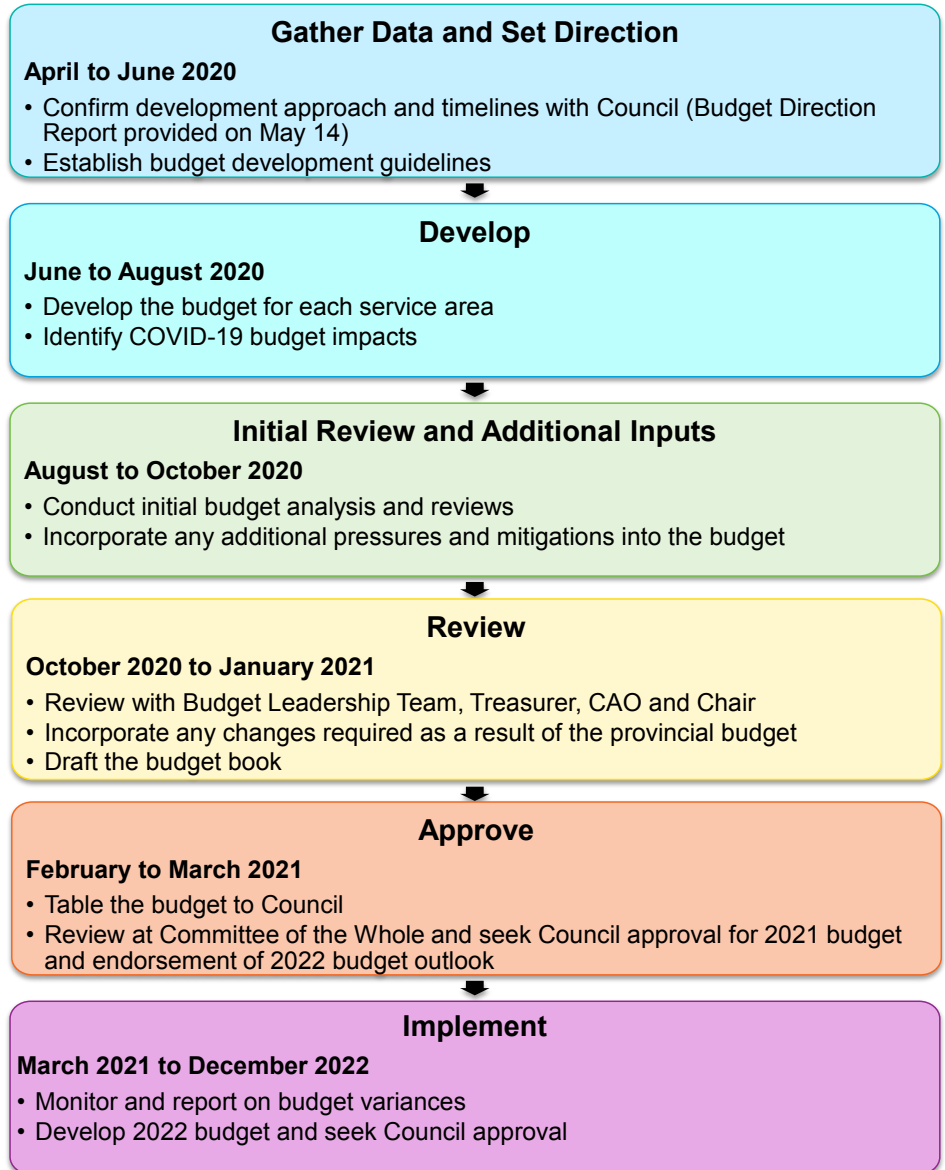 Gather Data and Set Direction
April to June 2020
• Confirm development approach and timelines with Council (Budget Direction
Report provided on May 14)
• Establish budget development guidelines
Develop
June to August 2020
• Develop the budget for each service area
• Identify COVID-19 budget impacts
Initial Review and Additional Inputs
August to October 2020
• Conduct initial budget analysis and reviews
• Incorporate any additional pressures and mitigations into the budget
Review
October 2020 to January 2021
• Review with Budget Leadership Team, Treasurer, CAO and Chair
• Incorporate any changes required as a result of the provincial budget
• Draft the budget book
Approve
February to March 2021
• Table the budget to Council
• Review at Committee of the Whole and seek Council approval for 2021 budget
and endorsement of 2022 budget outlook
Implement
March 2021 to December 2022
• Monitor and report on budget variances
• Develop 2022 budget and seek Council approval